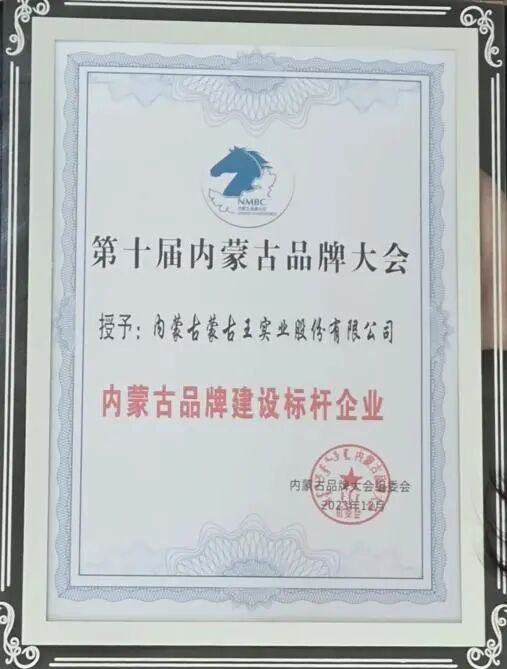 NMBC
第十届内蒙古品牌大会
授予：内蒙古蒙古王实业股份有限公司
内蒙古品牌建设标杆企业
内蒙古品牌大会组委会
2023年12月